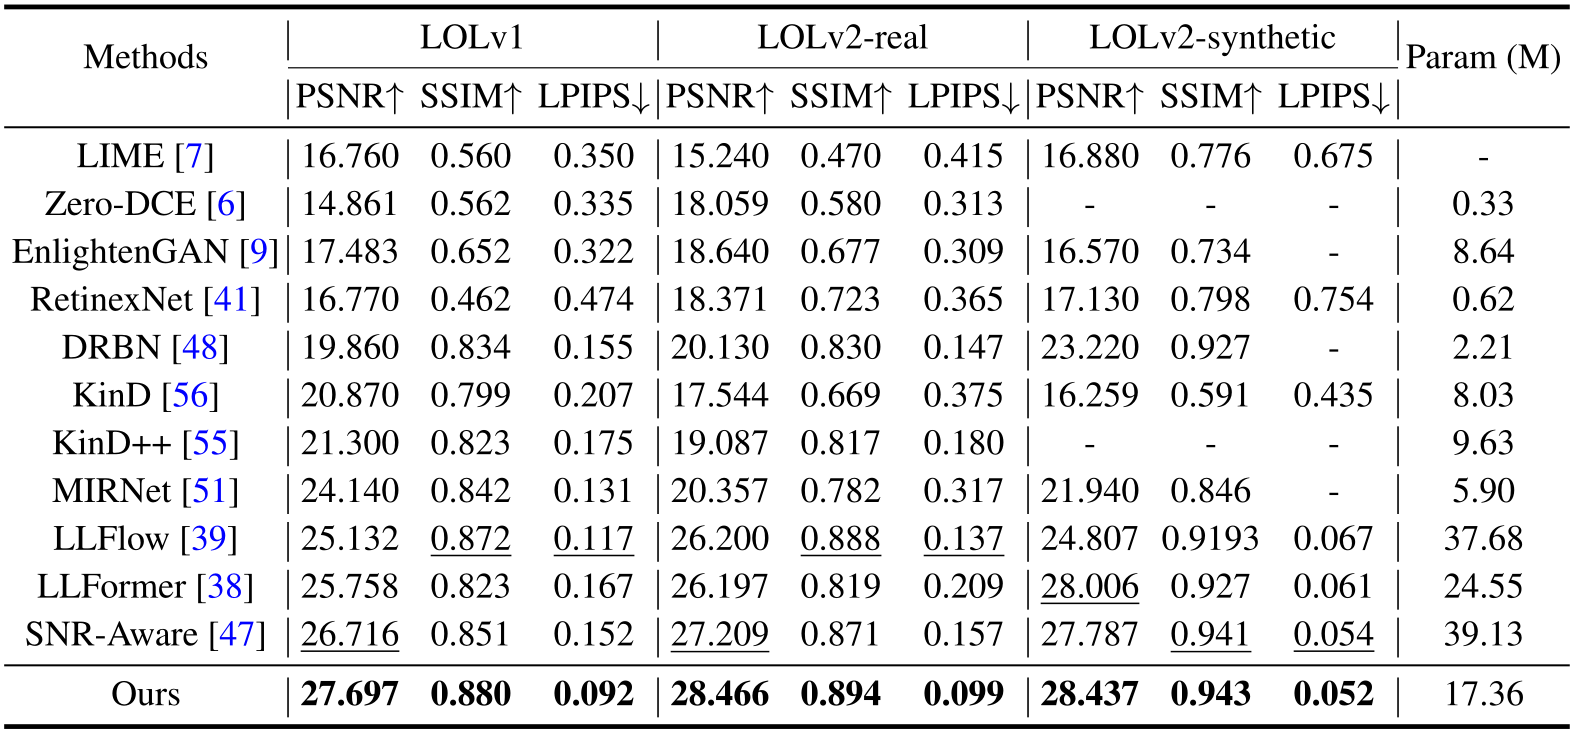 Methods LOLv1 LOLv2-real LOLv2-synthetic Param (M)
PSNR↑ SSIM↑ LPIPS↓ PSNR↑ SSIM↑ LPIPS↓ PSNR↑ SSIM↑ LPIPS↓
LIME [7] 16.760 0.560 0.350 15.240 0.470 0.415 16.880 0.776 0.675 -
Zero-DCE [6] 14.861 0.562 0.335 18.059 0.580 0.313 - - - 0.33
EnlightenGAN [9] 17.483 0.652 0.322 18.640 0.677 0.309 16.570 0.734 - 8.64
RetinexNet [41] 16.770 0.462 0.474 18.371 0.723 0.365 17.130 0.798 0.754 0.62
DRBN [48] 19.860 0.834 0.155 20.130 0.830 0.147 23.220 0.927 - 2.21
KinD [56] 20.870 0.799 0.207 17.544 0.669 0.375 16.259 0.591 0.435 8.03
KinD++ [55] 21.300 0.823 0.175 19.087 0.817 0.180 - - - 9.63
MIRNet [51] 24.140 0.842 0.131 20.357 0.782 0.317 21.940 0.846 - 5.90
LLFlow [39] 25.132 0.872 0.117 26.200 0.888 0.137 24.807 0.9193 0.067 37.68
LLFormer [38] 25.758 0.823 0.167 26.197 0.819 0.209 28.006 0.927 0.061 24.55
SNR-Aware [47] 26.716 0.851 0.152 27.209 0.871 0.157 27.787 0.941 0.054 39.13
Ours 27.697 0.880 0.092 28.466 0.894 0.099 28.437 0.943 0.052 17.36